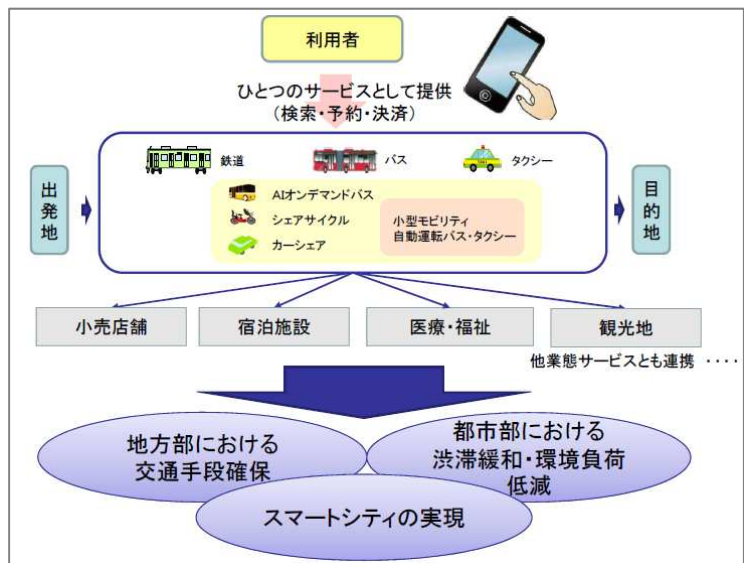 利用者
ひとつのサービスとして提供
（検索・予約・決済）
出発地
鉄道
バス
タクシー
AIオンデマンドバス
シェアサイクル
カーシェア
小型モビリティ
自動運転バス・タクシー
目的地
小売店舗
宿泊施設
医療・福祉
観光地
他業態サービスとも連携 ････
地方部における
交通手段確保
都市部における
渋滞緩和・環境負荷
低減
スマートシティの実現